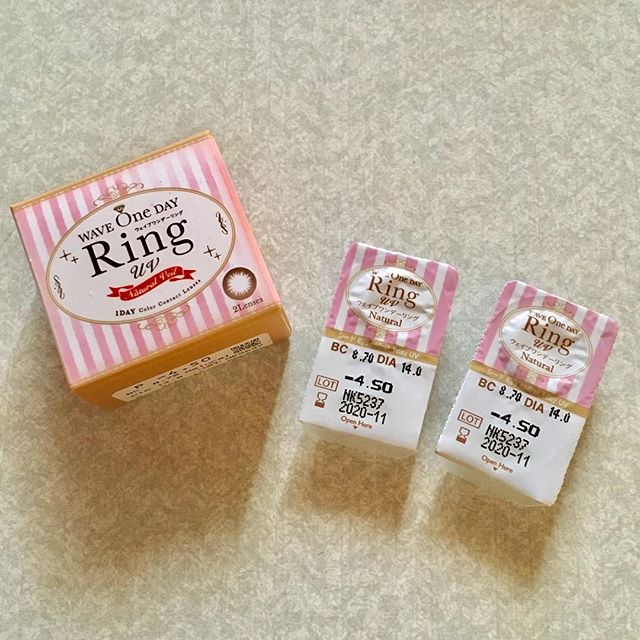 WAVE One DAY
ウェイブワンデーリング
Ring
UV
Natural Veil
1DAY Color Contact Lenses
2Lenses
P -4.50
WAVE One DAY
Ring
UV
ウェイブワンデーリング
Natural
BC 8.70 DIA 14.0
-4.50
LOT
HK5237
2020-11
Open Here
WAVE One DAY
Ring
UV
ウェイブワンデーリング
Natural
BC 8.70 DIA 14.0
-4.50
LOT
HK5237
2020-11
Open Here